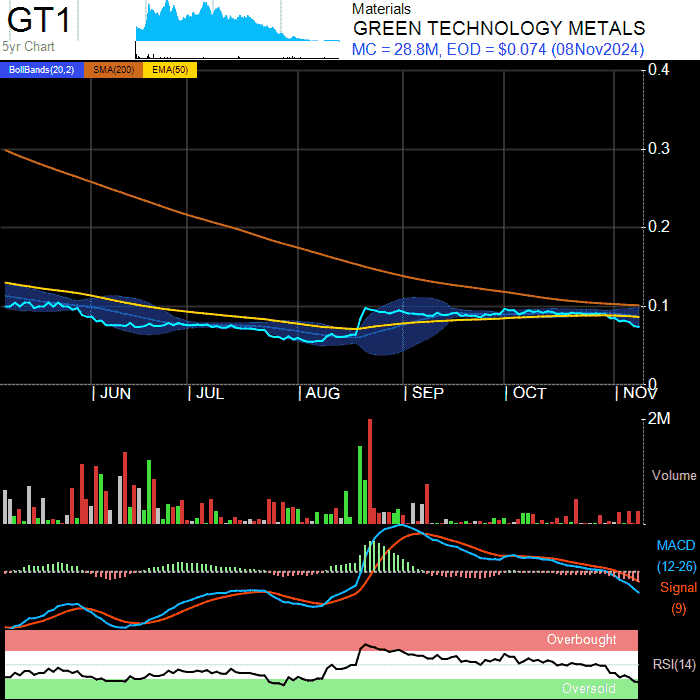 GT1
5yr Chart
Materials
GREEN TECHNOLOGY METALS
MC = 28.8M, EOD = $0.074 (08Nov2024)
BollBands(20,2) SMA(200) EMA(50)
0.4
0.3
0.2
0.1
0
| JUN | JUL | AUG | SEP | OCT | NOV
2M
Volume
MACD
(12-26)
Signal
(9)
Overbought
RSI(14)
Oversold